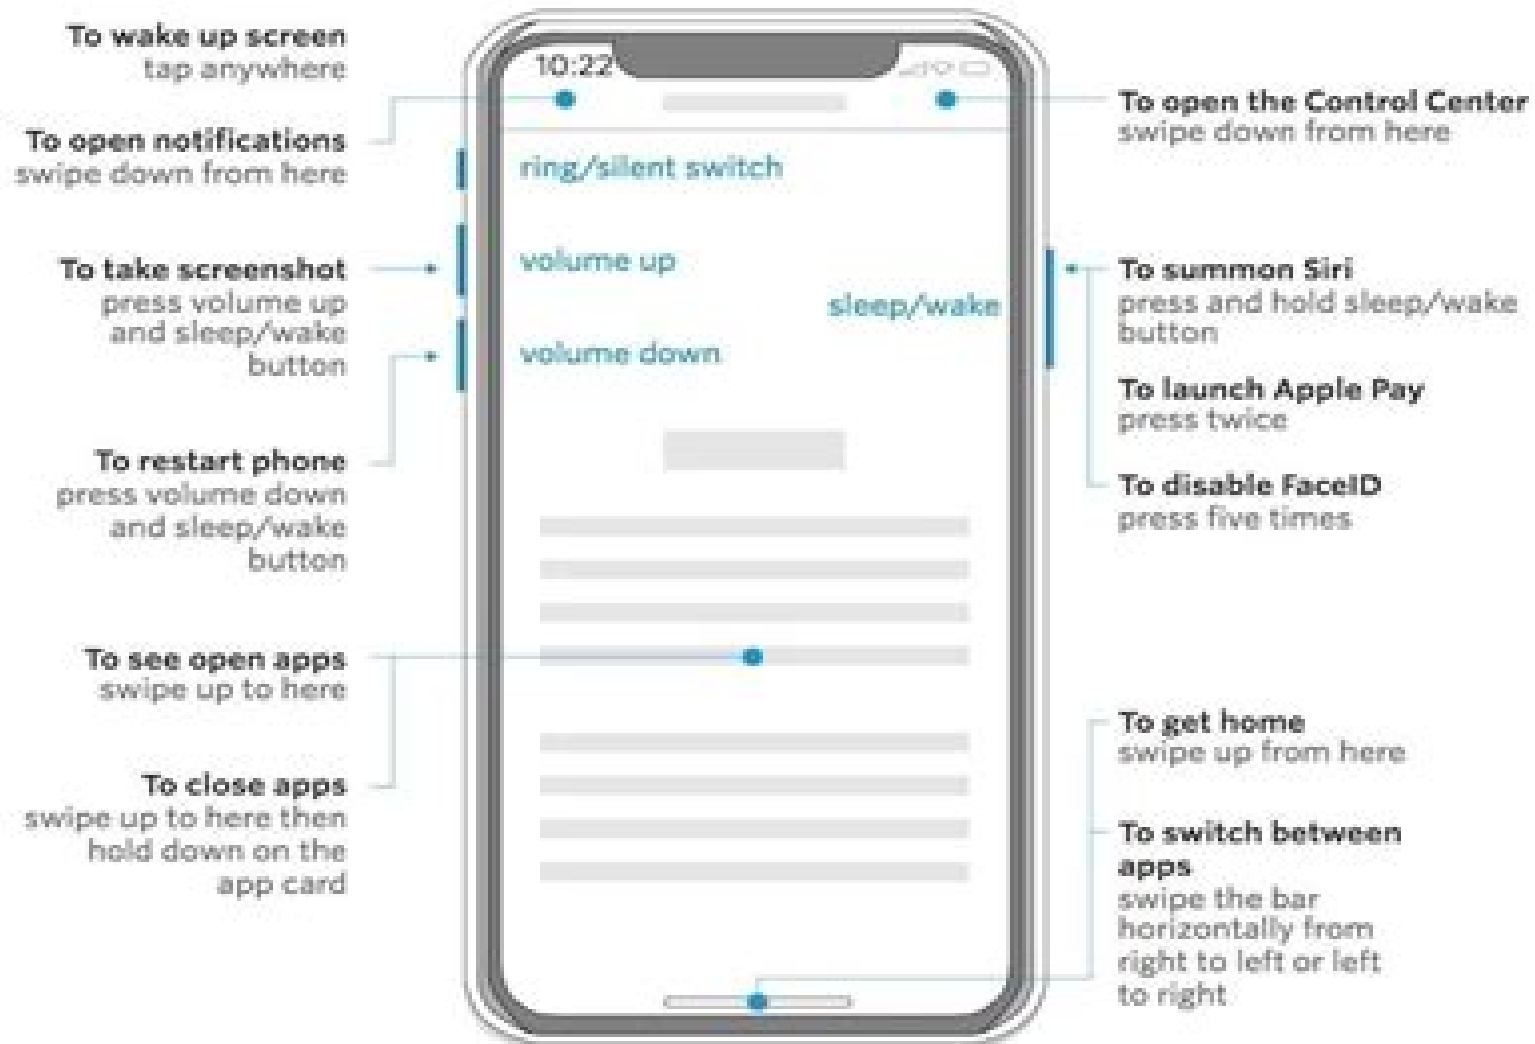 To wake up screen
tap anywhere
To open notifications
swipe down from here
To take screenshot
press volume up
and sleep/wake
button
To restart phone
press volume down
and sleep/wake
button
To see open apps
swipe up to here
To close apps
swipe up to here then
hold down on the
app card
10:22
ring/silent switch
volume up
sleep/wake
volume down
To open the Control Center
swipe down from here
To summon Siri
press and hold sleep/wake
button
To launch Apple Pay
press twice
To disable FaceID
press five times
To get home
swipe up from here
To switch between
apps
swipe the bar
horizontally from
right to left or left
to right